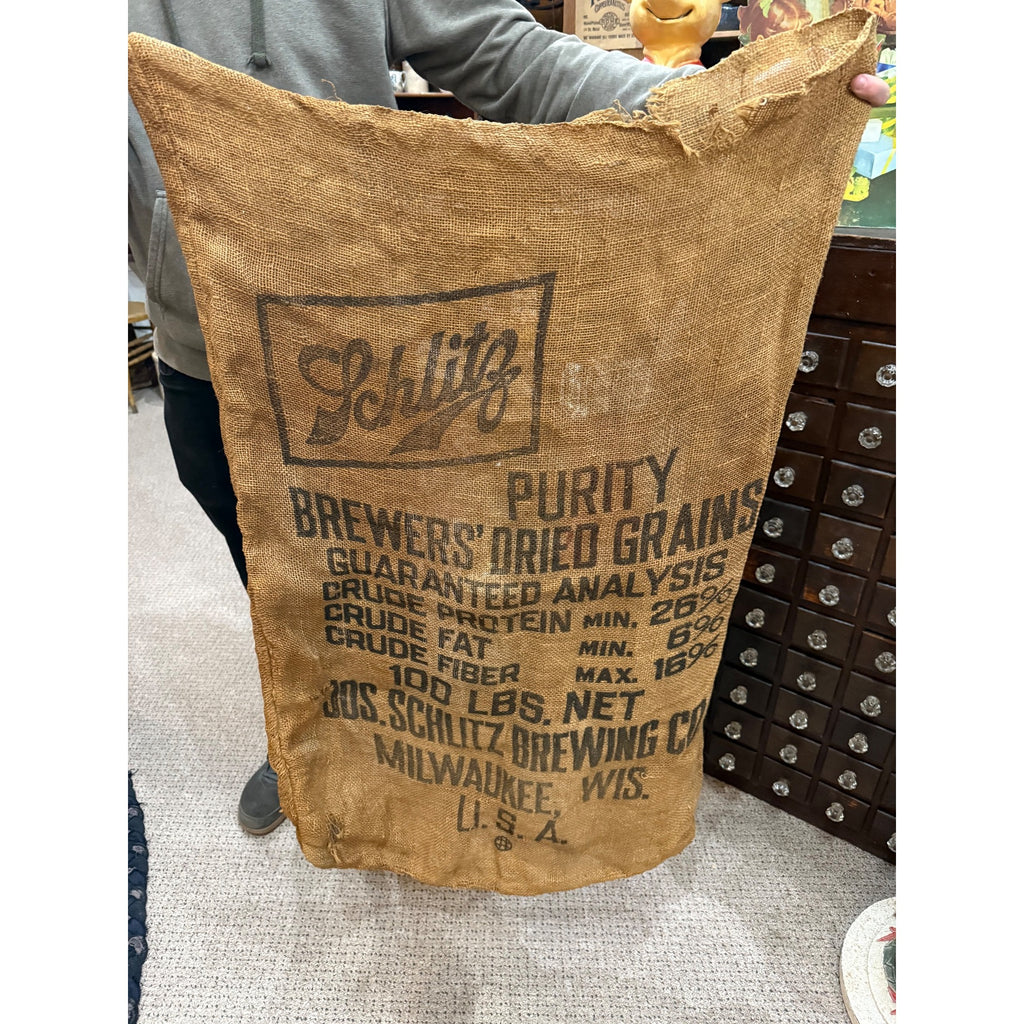 Schlitz
PURITY
BREWERS' DRIED GRAINS
GUARANTEED ANALYSIS
CRUDE PROTEIN MIN. 26%
CRUDE FAT MIN. 6%
CRUDE FIBER MAX. 16%
100 LBS. NET
JOS. SCHLITZ BREWING CO.
MILWAUKEE, WIS.
U. S. A.